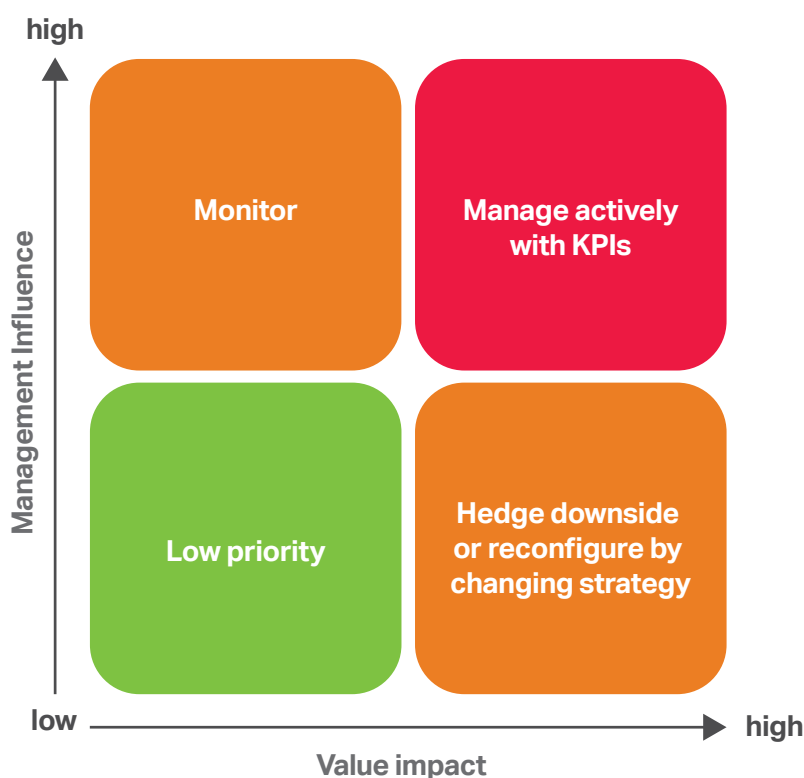 high
Management Influence
Monitor
Manage actively
with KPIs
Low priority
Hedge downside
or reconfigure by
changing strategy
low
high
Value impact